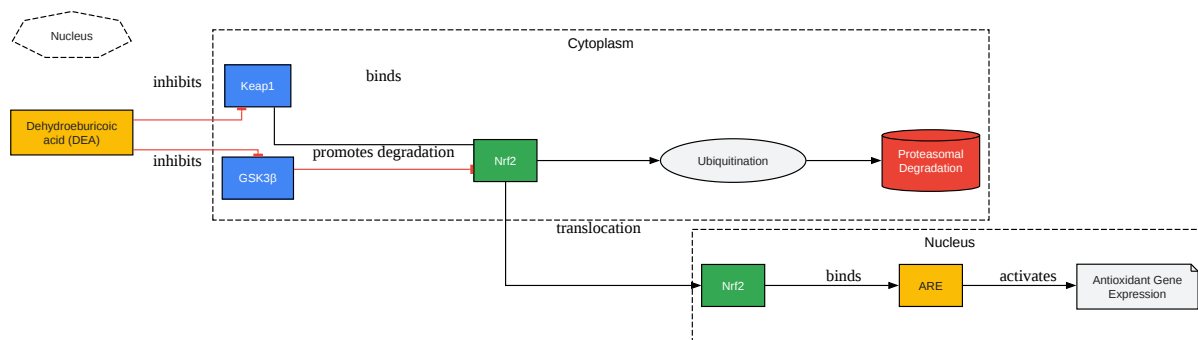 Nucleus
Cytoplasm
inhibits
Keap1
binds
Dehydroeburicoic
acid (DEA)
inhibits
promotes degradation
GSK3β
Nrf2
Ubiquitination
Proteasomal
Degradation
translocation
Nucleus
Nrf2
binds
ARE
activates
Antioxidant Gene
Expression